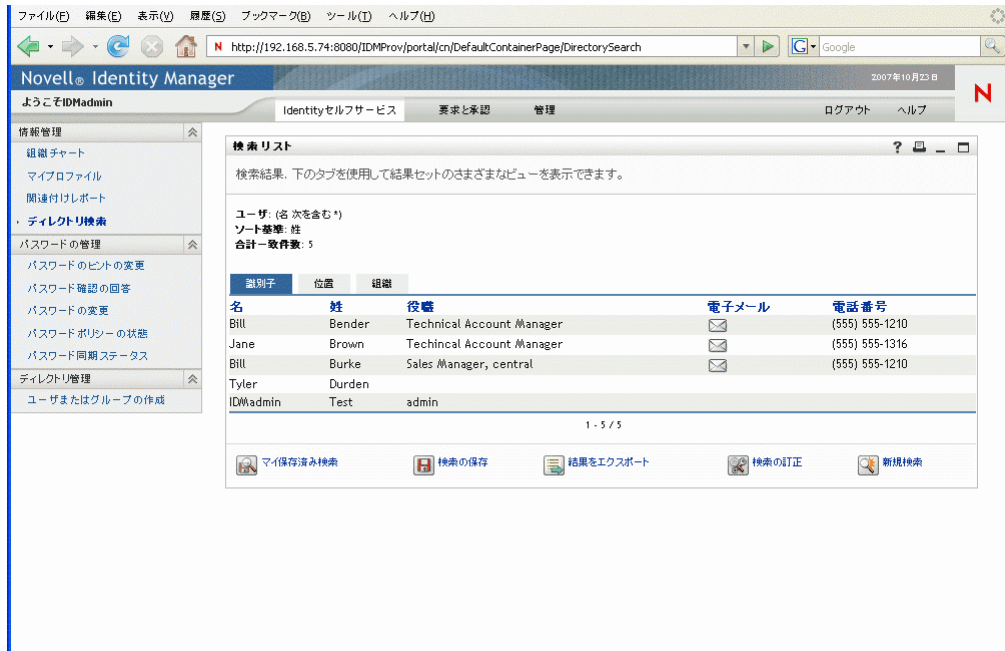 ファイル(F) 編集(E) 表示(V) 履歴(S) ブックマーク(B) ツール(T) ヘルプ(H)
N http://192.168.5.74:8080/IDMProv/portal/cn/DefaultContainerPage/DirectorySearch G Google
Novell® Identity Manager 2007年10月23日
ようこそIDMadmin Identityセルフサービス 要求と承認 管理 ログアウト ヘルプ N
情報管理
組織チャート
マイプロファイル
関連付けレポート
ディレクトリ検索
パスワードの管理
パスワードのヒントの変更
パスワード確認の回答
パスワードの変更
パスワードポリシーの状態
パスワード同期ステータス
ディレクトリ管理
ユーザまたはグループの作成
検索リスト ?
検索結果. 下のタブを使用して結果セットのさまざまなビューを表示できます。
ユーザ: (名 次を含む *)
ソート基準: 姓
合計一致件数: 5
識別子 位置 組織
名 姓 役職 電子メール 電話番号
Bill Bender Technical Account Manager (555) 555-1210
Jane Brown Techincal Account Manager (555) 555-1316
Bill Burke Sales Manager, central (555) 555-1210
Tyler Durden
IDMadmin Test admin
1 - 5 / 5
マイ保存済み検索 検索の保存 結果をエクスポート 検索の訂正 新規検索